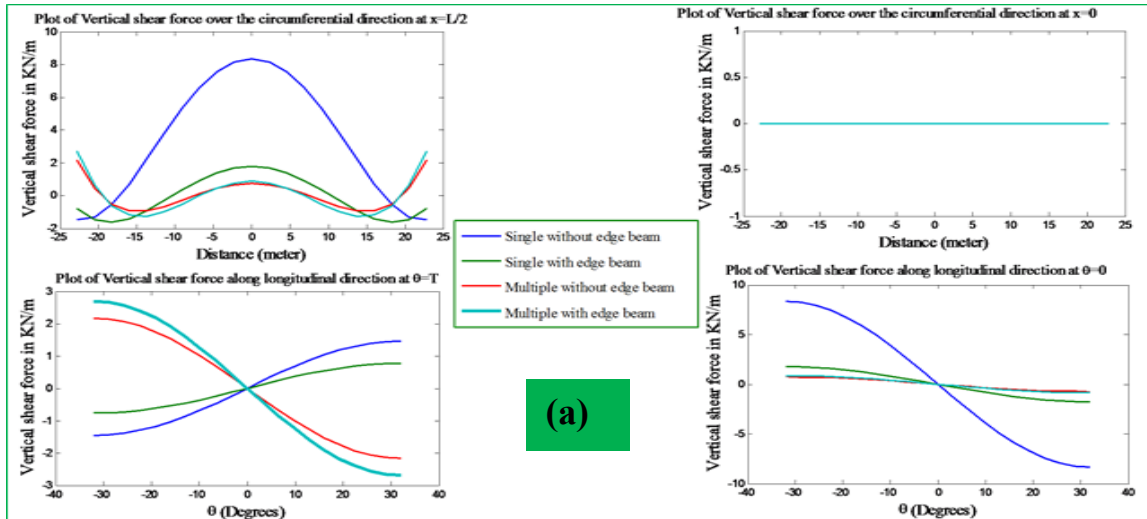 Plot of Vertical shear force over the circumferential direction at x=L/2
Vertical shear force in KN/m
10
8
6
4
2
0
-2
-25 -20 -15 -10 -5 0 5 10 15 20 25
Distance (meter)
Plot of Vertical shear force over the circumferential direction at x=0
Vertical shear force in KN/m
1
0.5
0
-0.5
-1
-25 -20 -15 -10 -5 0 5 10 15 20 25
Distance (meter)
Single without edge beam
Single with edge beam
Multiple without edge beam
Multiple with edge beam
Plot of Vertical shear force along longitudinal direction at θ=T
Vertical shear force in KN/m
3
2
1
0
-1
-2
-3
-40 -30 -20 -10 0 10 20 30 40
θ (Degrees)
(a)
Plot of Vertical shear force along longitudinal direction at θ=0
Vertical shear force in KN/m
10
5
0
-5
-10
-40 -30 -20 -10 0 10 20 30 40
θ (Degrees)